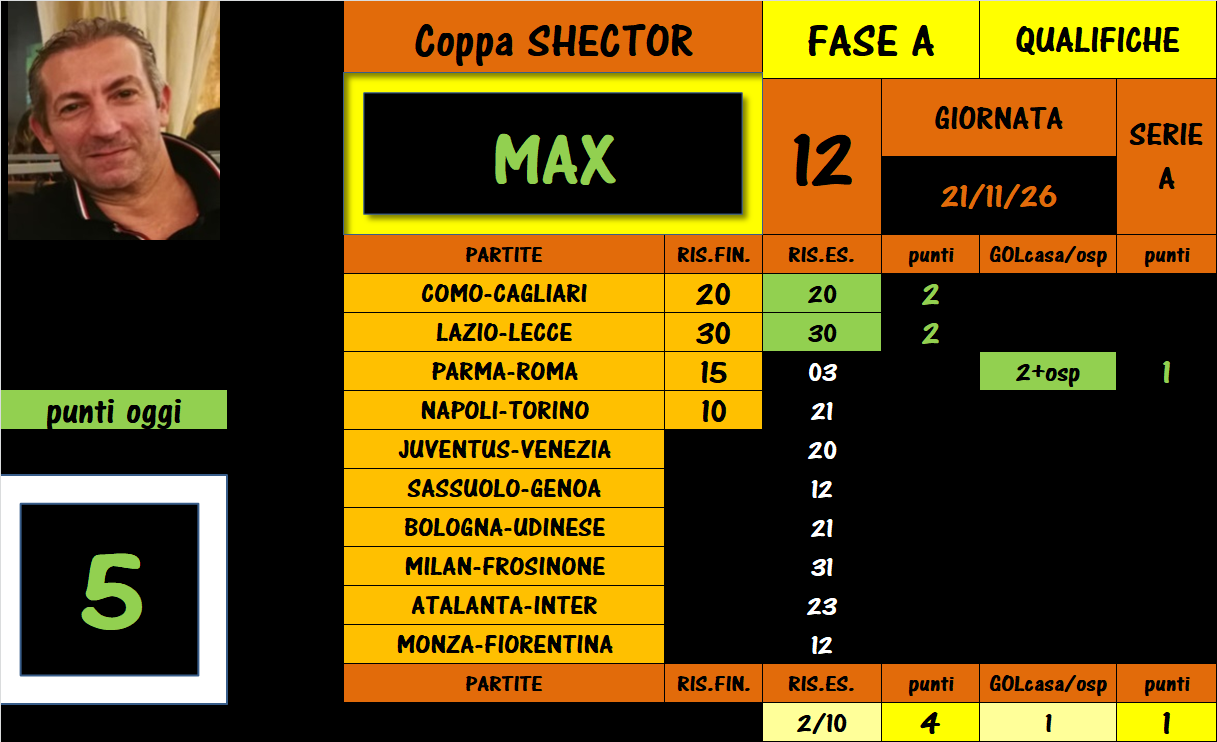 Coppa SHECTOR FASE A QUALIFICHE
MAX 12 GIORNATA SERIE A
21/11/26
PARTITE RIS.FIN. RIS.ES. punti GOLcasa/osp punti
COMO-CAGLIARI 20 20 2
LAZIO-LECCE 30 30 2
PARMA-ROMA 15 03 2+osp 1
punti oggi
NAPOLI-TORINO 10 21
JUVENTUS-VENEZIA 20
SASSUOLO-GENOA 12
BOLOGNA-UDINESE 21
5
MILAN-FROSINONE 31
ATALANTA-INTER 23
MONZA-FIORENTINA 12
PARTITE RIS.FIN. RIS.ES. punti GOLcasa/osp punti
2/10 4 1 1